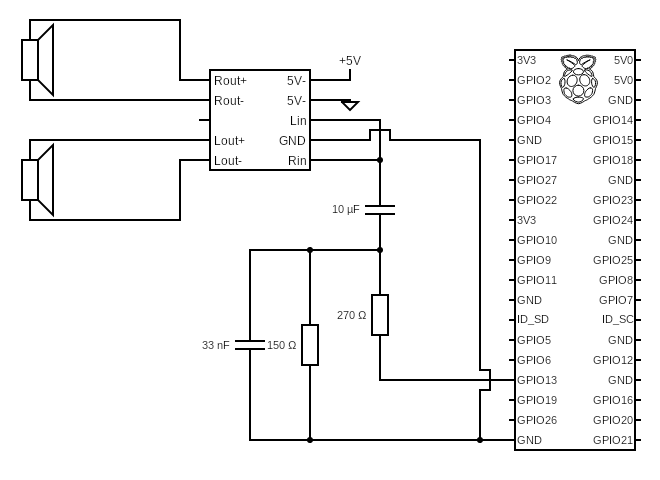 +5V
Rout+ 5V-
Rout- 5V-
Lin
Lout+ GND
Lout- Rin
10 µF
33 nF 150 Ω
270 Ω
3V3 5V0
GPIO2 5V0
GPIO3 GND
GPIO4 GPIO14
GND GPIO15
GPIO17 GPIO18
GPIO27 GND
GPIO22 GPIO23
3V3 GPIO24
GPIO10 GND
GPIO9 GPIO25
GPIO11 GPIO8
GND GPIO7
ID_SD ID_SC
GPIO5 GND
GPIO6 GPIO12
GPIO13 GND
GPIO19 GPIO16
GPIO26 GPIO20
GND GPIO21